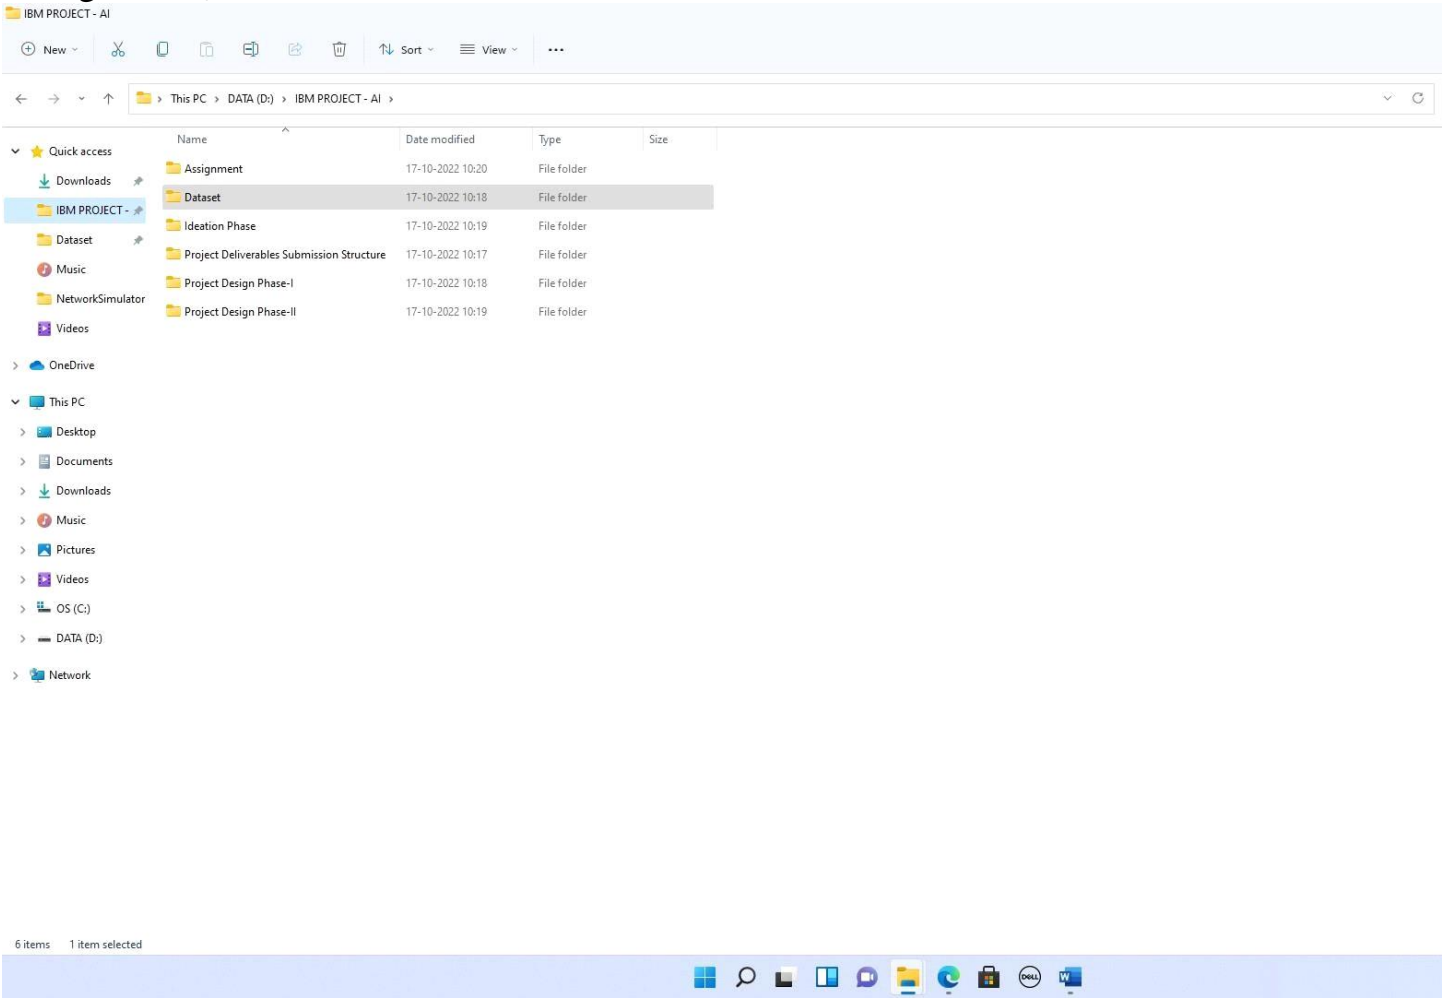 IBM PROJECT - AI
New Sort View
This PC > DATA (D:) > IBM PROJECT - AI >
Name Date modified Type Size
Quick access
Downloads
IBM PROJECT -
Dataset
Music
NetworkSimulator
Videos
OneDrive
This PC
Desktop
Documents
Downloads
Music
Pictures
Videos
OS (C:)
DATA (D:)
Network
Assignment 17-10-2022 10:20 File folder
Dataset 17-10-2022 10:18 File folder
Ideation Phase 17-10-2022 10:19 File folder
Project Deliverables Submission Structure 17-10-2022 10:17 File folder
Project Design Phase-I 17-10-2022 10:18 File folder
Project Design Phase-II 17-10-2022 10:19 File folder
6 items 1 item selected
DELL
W